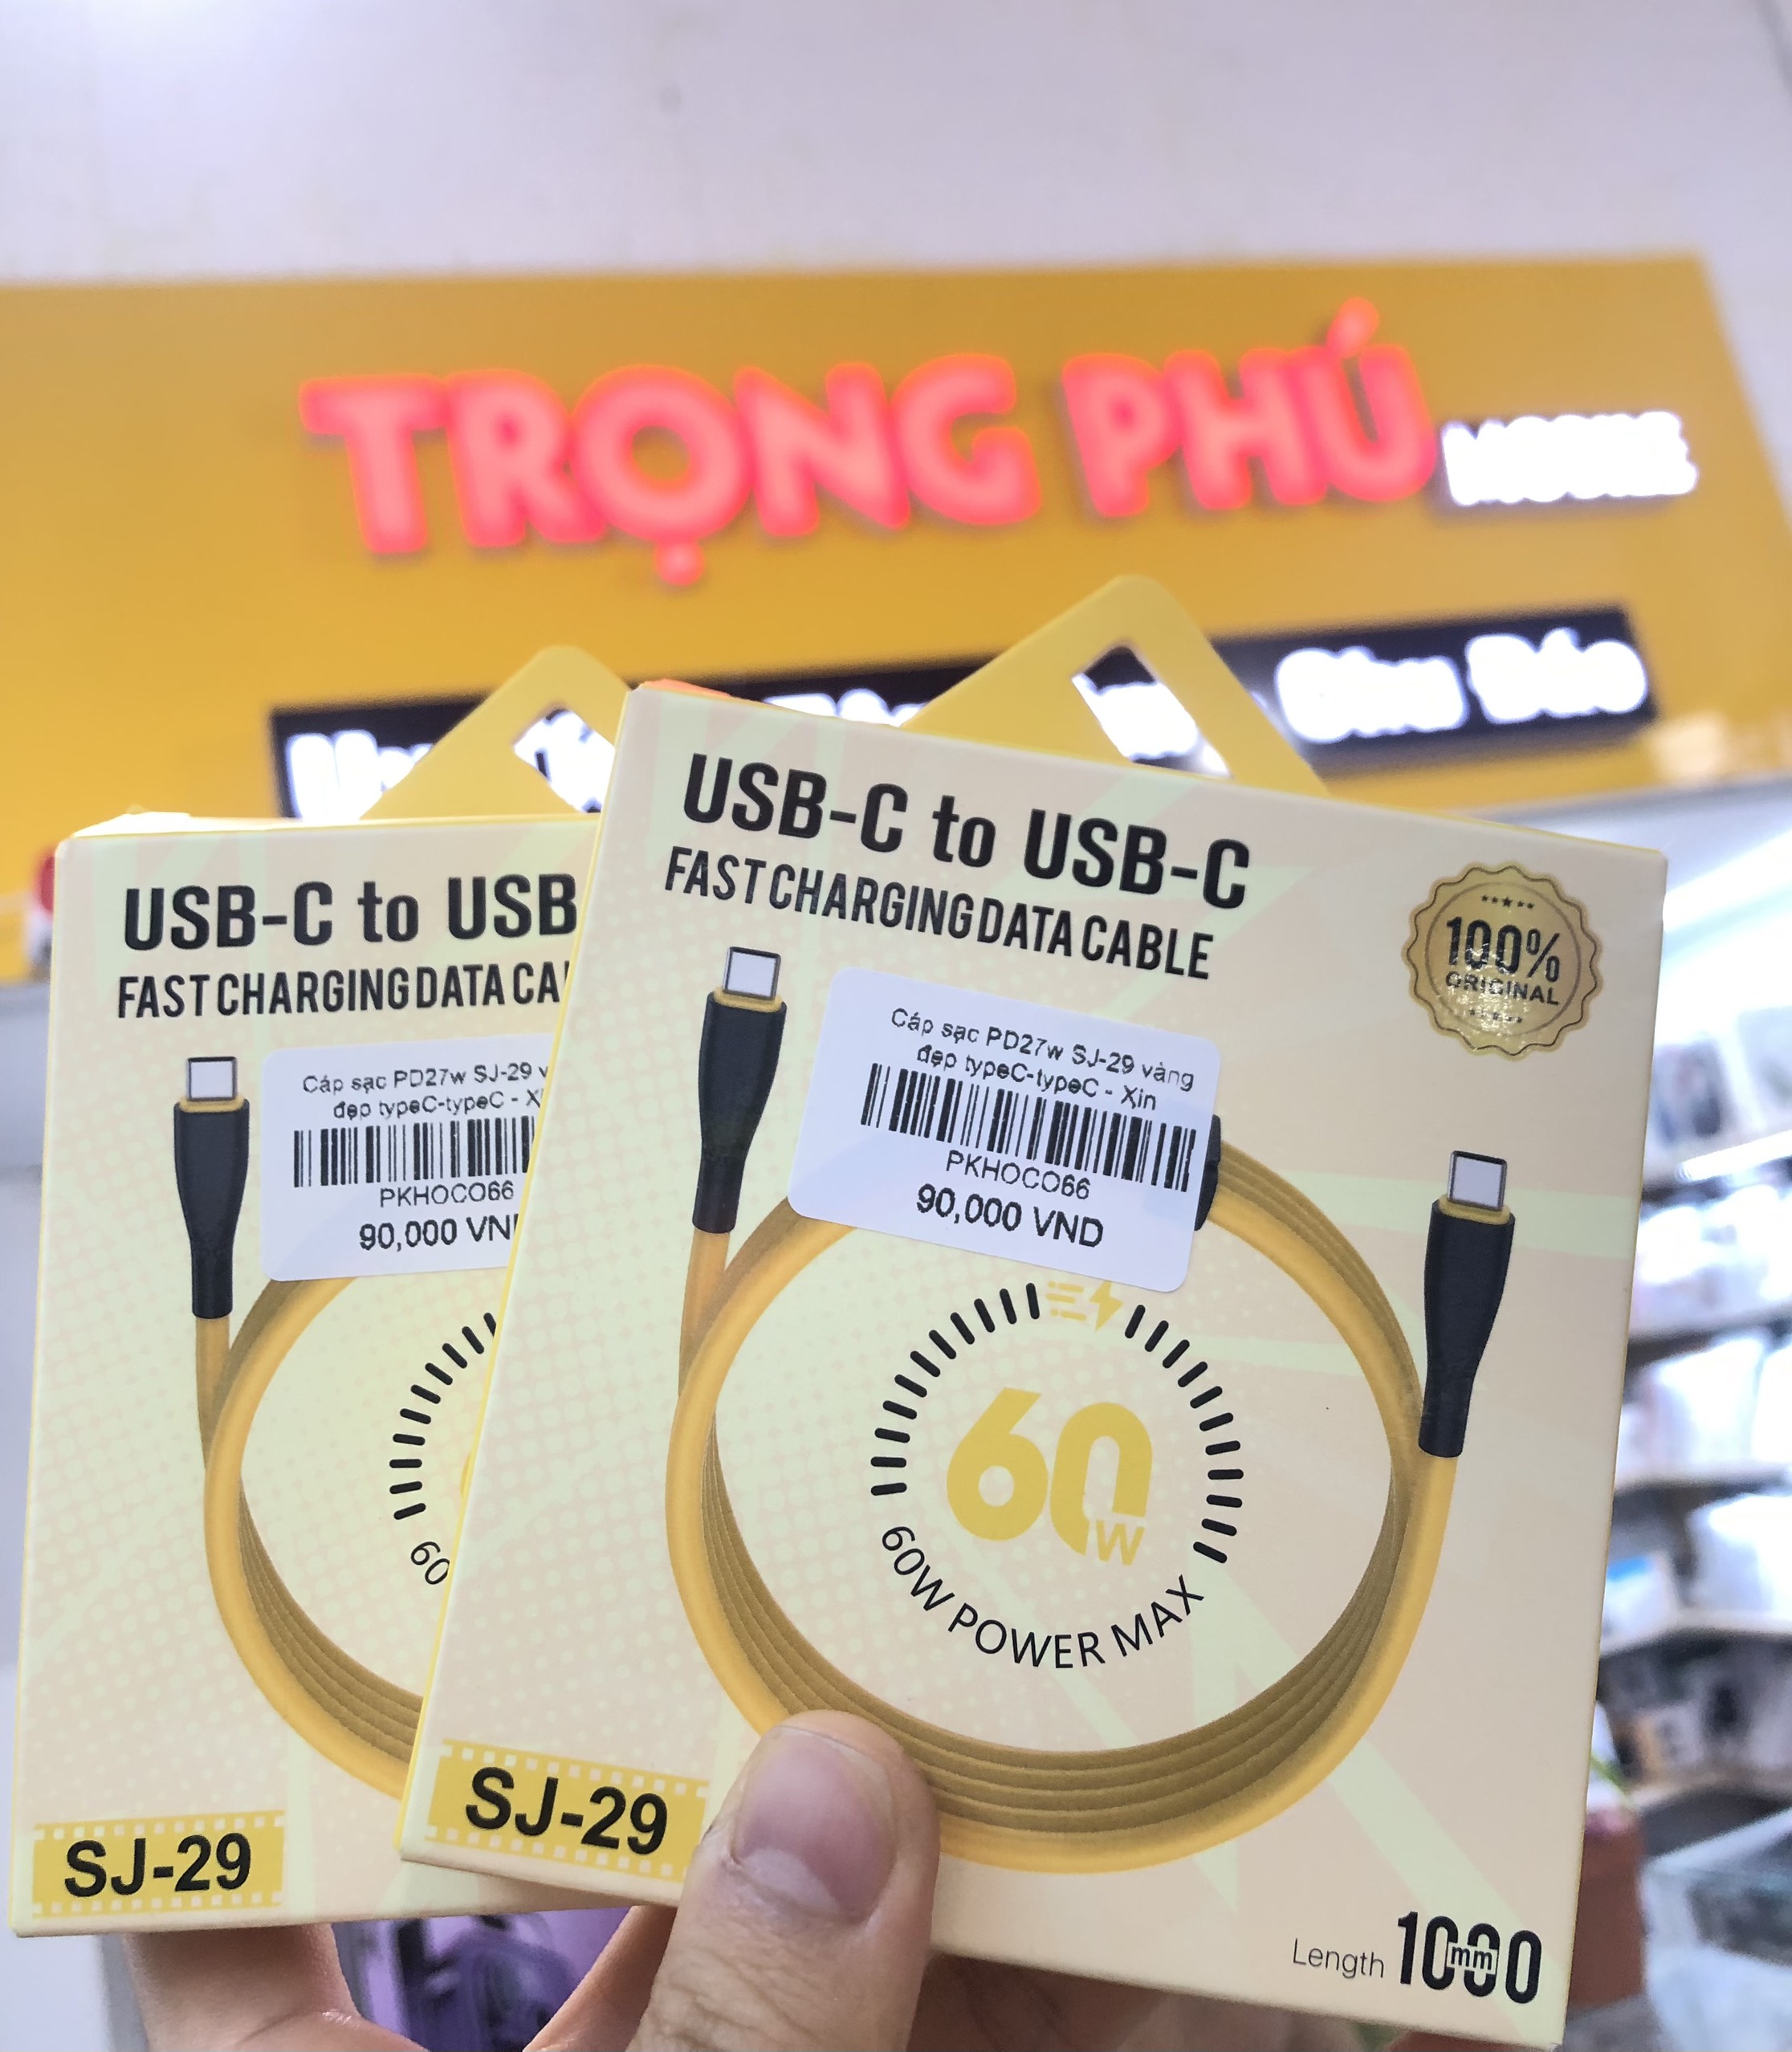 TRỌNG PHÚ MOBILE
USB-C to USB
FAST CHARGING DATA CA
Cáp sạc PD27w SJ-29 v
đẹp typeC-typeC - X
PKHOCO66
90,000 VN
60
SJ-29
USB-C to USB-C
FAST CHARGING DATA CABLE
100%
ORIGINAL
Cáp sạc PD27w SJ-29 vàng
đẹp typeC-typeC - Xịn
PKHOCO66
90,000 VND
60W
60W POWER MAX
SJ-29
Length 1000
mm